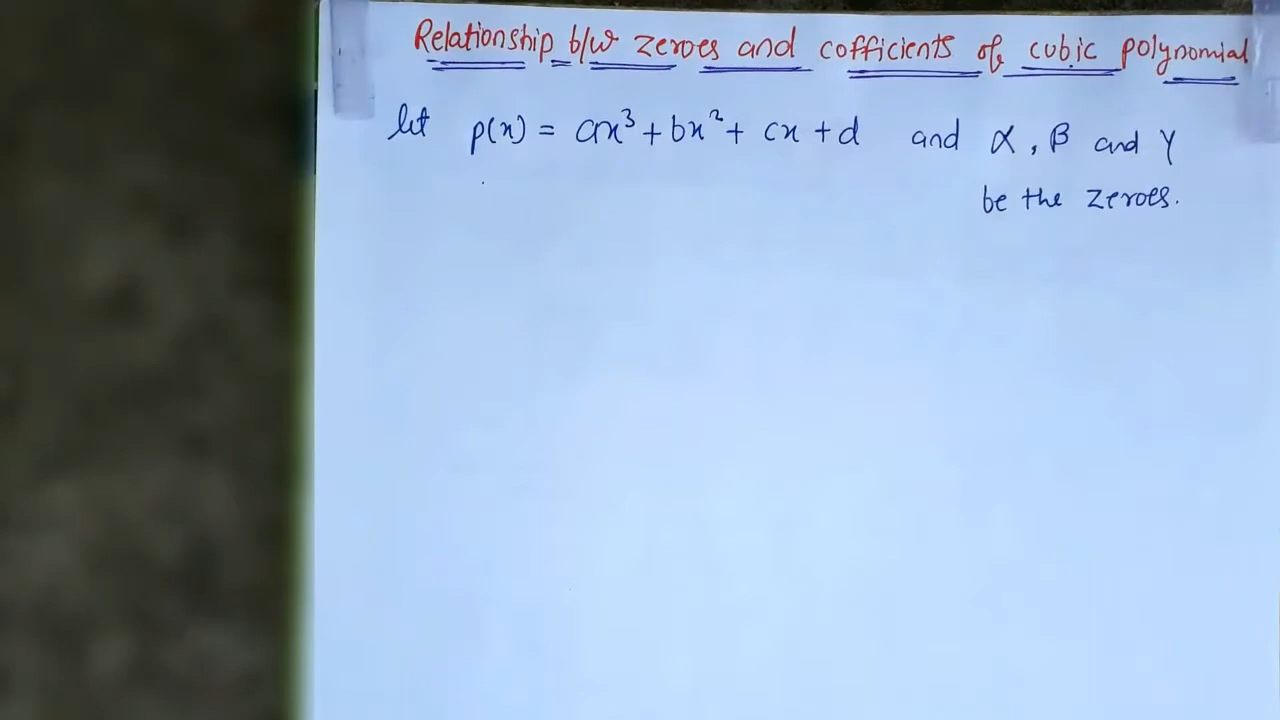 Relationship b/w zeroes and cofficients of cubic polynomial
let p(x) = ax³ + bx² + cx + d and α, β and γ
be the zeroes.